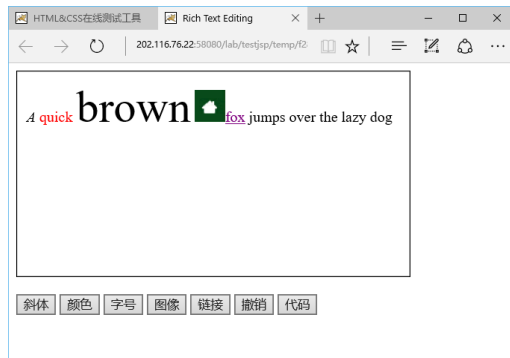 HTML&CSS在线测试工具 Rich Text Editing
202.116.76.22:58080/lab/testjsp/temp/f2
A quick brown fox jumps over the lazy dog
斜体 颜色 字号 图像 链接 撤销 代码